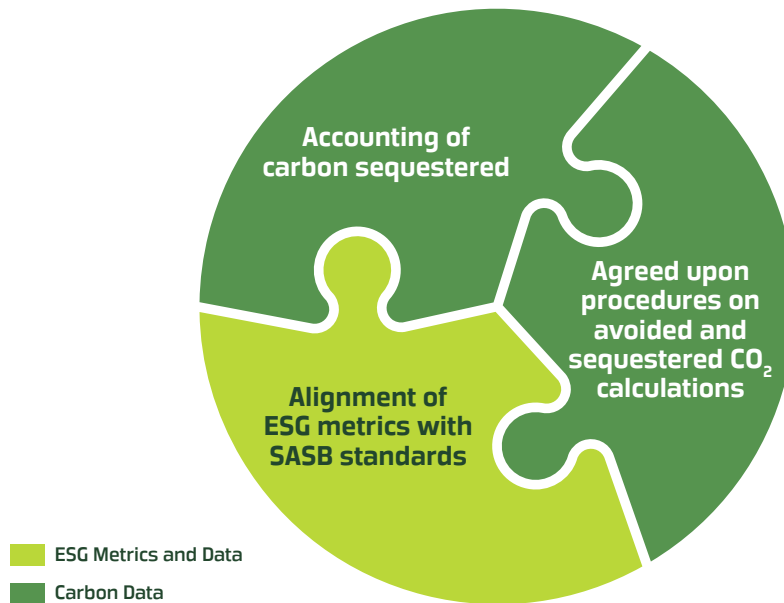 Accounting of
carbon sequestered
Agreed upon
procedures on
avoided and
sequestered CO₂
calculations
Alignment of
ESG metrics with
SASB standards
ESG Metrics and Data
Carbon Data